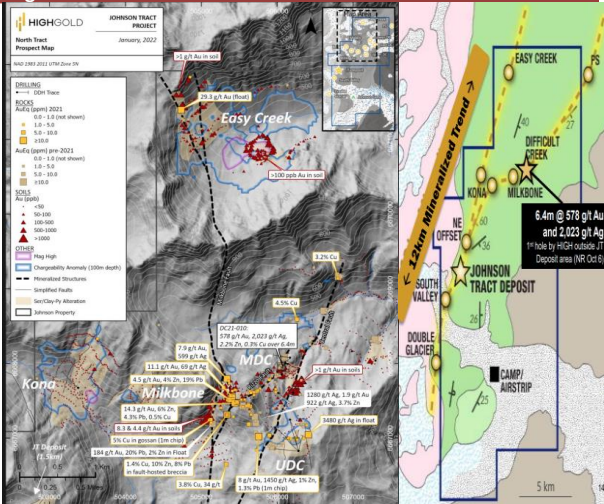 HIGHGOLD
JOHNSON TRACT
PROJECT
North Tract
Prospect Map
January, 2022
NAD 1983 2011 UTM Zone 5N
DRILLING
DDH Trace
ROCKS
AuEq (ppm) 2021
0.0 - 1.0 (not shown)
1.0 - 5.0
5.0 - 10.0
≥10.0
AuEq (ppm) pre-2021
0.0 - 1.0 (not shown)
1.0 - 5.0
5.0 - 10.0
≥10.0
SOILS
Au (ppb)
<50
50-100
100-500
500-1000
>1000
OTHER
Mag High
Chargeability Anomaly (100m depth)
Mineralized Structures
Simplified Faults
Ser/Clay-Py Alteration
Johnson Property
Map Area
>1 g/t Au in soil
29.3 g/t Au (float)
Easy Creek
>100 ppb Au in soil
3.2% Cu
4.5% Cu
DC21-010:
578 g/t Au, 2,023 g/t Ag,
2.2% Zn, 0.3% Cu over 6.4m
MDC
7.9 g/t Au,
599 g/t Ag
11.1 g/t Au, 69 g/t Ag
4.5 g/t Au, 4% Zn, 19% Pb
Kona
Milkbone
>1 g/t Au in soils
14.3 g/t Au, 6% Zn,
4.3% Pb, 0.5% Cu
1280 g/t Ag, 1.9 g/t Au
922 g/t Ag, 3.7% Zn
8.3 & 4.4 g/t Au in soils
5% Cu in gossan (1m chip)
3480 g/t Ag in float
184 g/t Au, 20% Pb, 2% Zn in Float
UDC
JT Deposit
(1.5km)
1.4% Cu, 10% Zn, 8% Pb
in fault-hosted breccia
3.8% Cu, 34 g/t
8 g/t Au, 1450 g/t Ag, 1% Zn,
1.3% Pb (1m chip)
12km Mineralized Trend
EASY CREEK
PS
40
27
DIFFICULT
CREEK
KONA
MILKBONE
6.4m @ 578 g/t Au
and 2,023 g/t Ag
1st hole by HIGH outside JT
Deposit area (NR Oct 6)
NE
OFFSET
60
36
JOHNSON
TRACT DEPOSIT
SOUTH
VALLEY
26
DOUBLE
GLACIER
CAMP/
AIRSTRIP
25
5 km